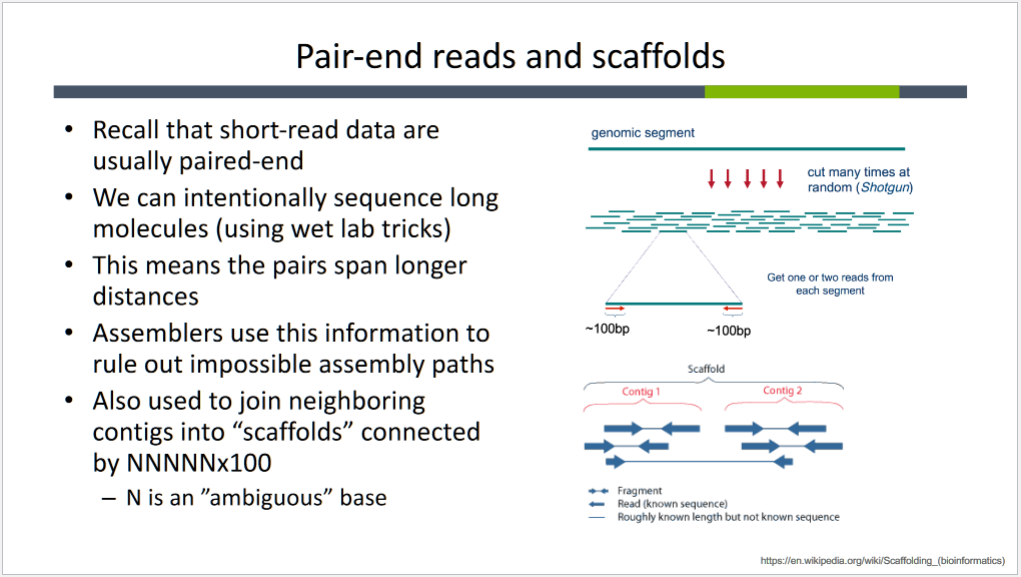 Pair-end reads and scaffolds
• Recall that short-read data are
usually paired-end
• We can intentionally sequence long
molecules (using wet lab tricks)
• This means the pairs span longer
distances
• Assemblers use this information to
rule out impossible assembly paths
• Also used to join neighboring
contigs into “scaffolds” connected
by NNNNNx100
– N is an ”ambiguous” base
genomic segment
cut many times at
random (Shotgun)
Get one or two reads from
each segment
~100bp
~100bp
Scaffold
Contig 1
Contig 2
Fragment
Read (known sequence)
Roughly known length but not known sequence
https://en.wikipedia.org/wiki/Scaffolding_(bioinformatics)